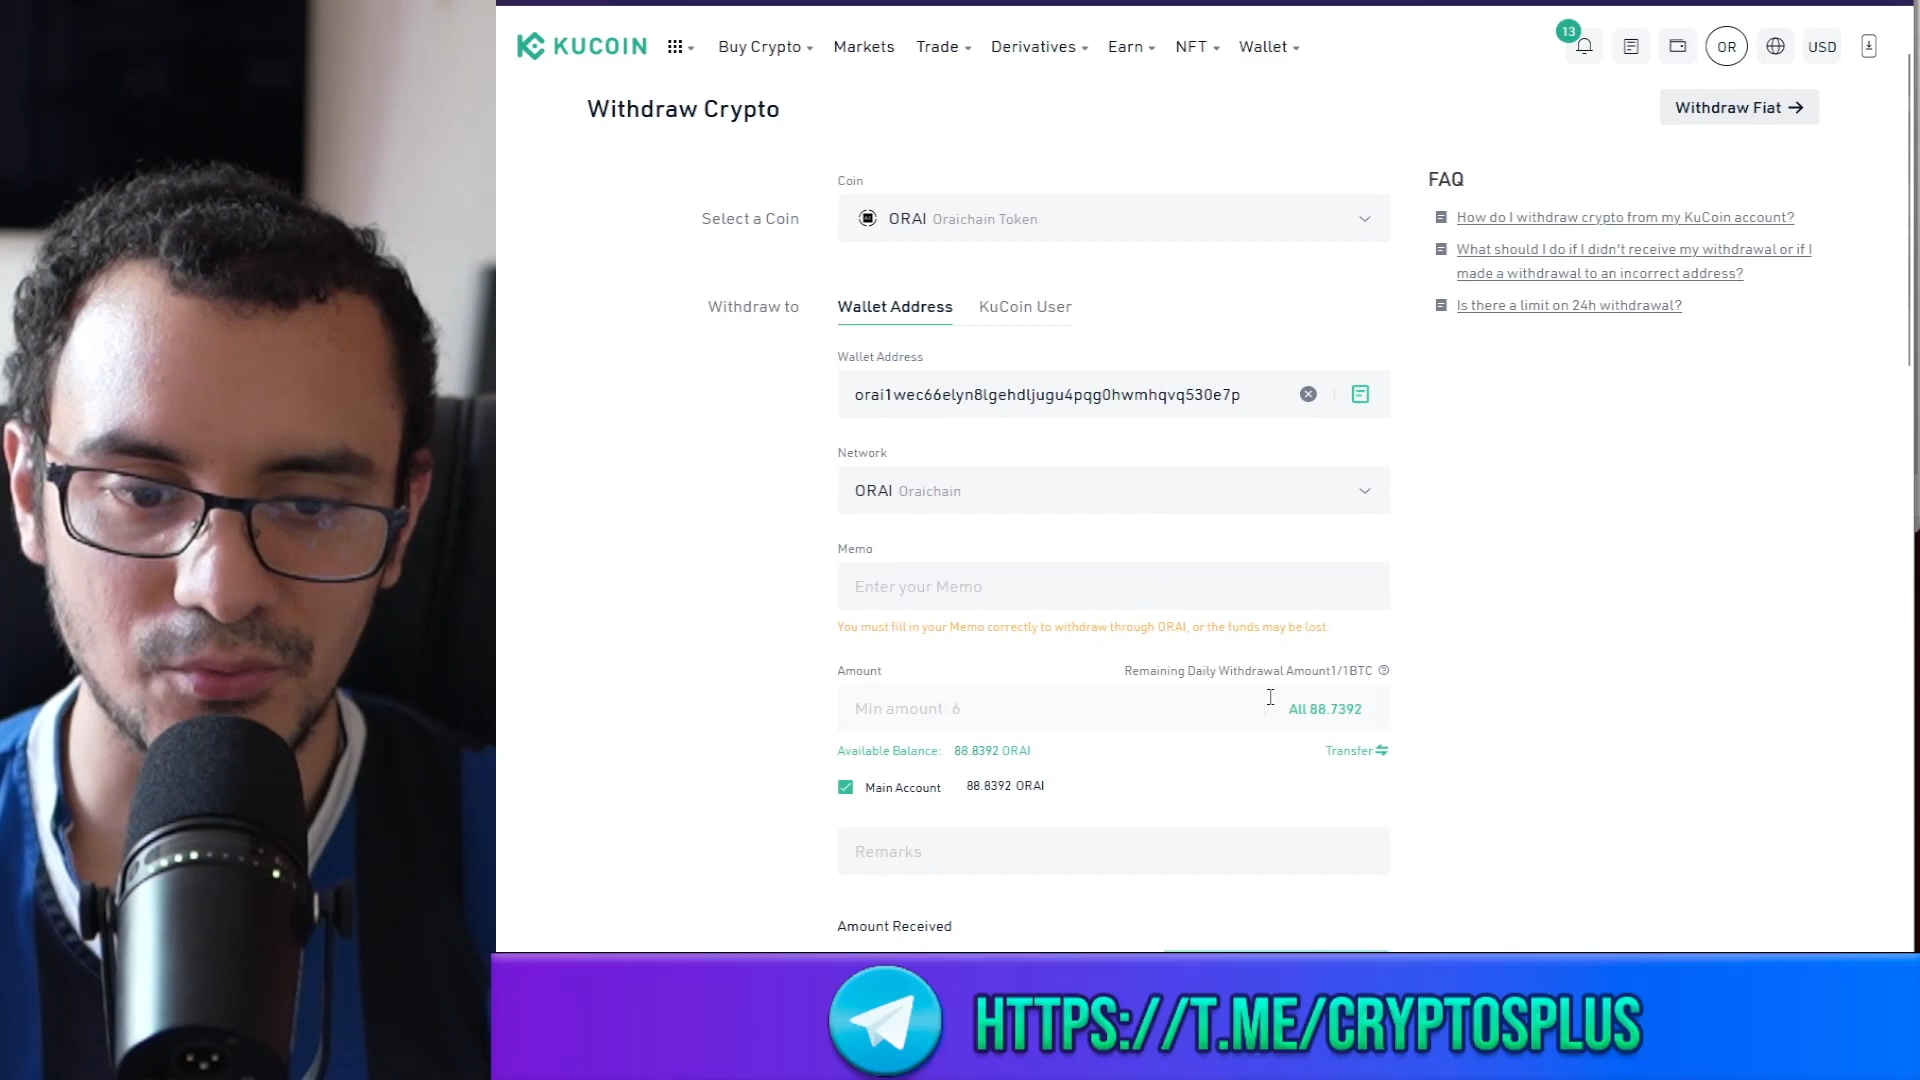 KUCOIN
Buy Crypto
Markets
Trade
Derivatives
Earn
NFT
Wallet
13
OR
USD
Withdraw Crypto
Withdraw Fiat →
Select a Coin
Coin
ORAI Oraichain Token
Withdraw to
Wallet Address
KuCoin User
Wallet Address
orai1wec66elyn8lgehdljugu4pqg0hwmhqvq530e7p
Network
ORAI Oraichain
Memo
Enter your Memo
You must fill in your Memo correctly to withdraw through ORAI, or the funds may be lost.
Amount
Remaining Daily Withdrawal Amount1/1BTC
Min amount: 6
All 88.7392
Available Balance: 88.8392 ORAI
Transfer
Main Account 88.8392 ORAI
Remarks
Amount Received
FAQ
How do I withdraw crypto from my KuCoin account?
What should I do if I didn't receive my withdrawal or if I
made a withdrawal to an incorrect address?
Is there a limit on 24h withdrawal?
HTTPS://T.ME/CRYPTOSPLUS